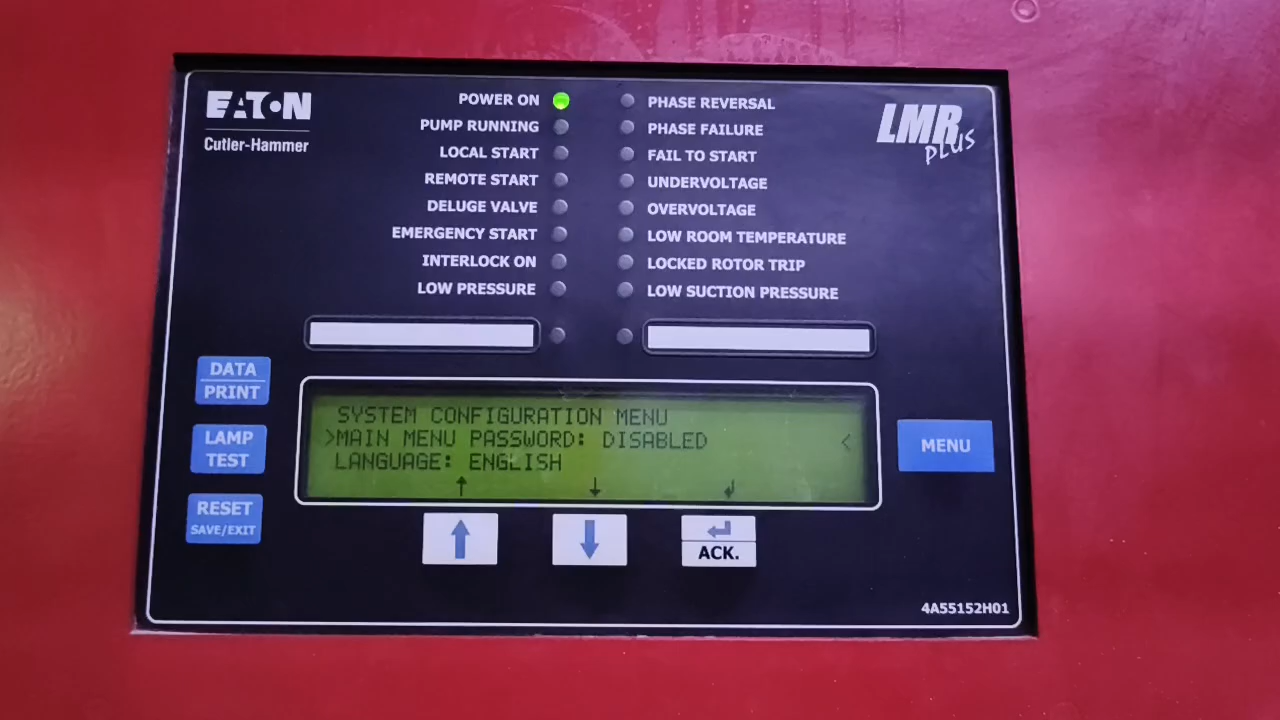 EATON
Cutler-Hammer
POWER ON
PUMP RUNNING
LOCAL START
REMOTE START
DELUGE VALVE
EMERGENCY START
INTERLOCK ON
LOW PRESSURE
PHASE REVERSAL
PHASE FAILURE
FAIL TO START
UNDERVOLTAGE
OVERVOLTAGE
LOW ROOM TEMPERATURE
LOCKED ROTOR TRIP
LOW SUCTION PRESSURE
LMR
PLUS
DATA
PRINT
LAMP
TEST
RESET
SAVE/EXIT
SYSTEM CONFIGURATION MENU
>MAIN MENU PASSWORD: DISABLED <
LANGUAGE: ENGLISH
↑ ↓ ↲
MENU
ACK.
4A55152H01